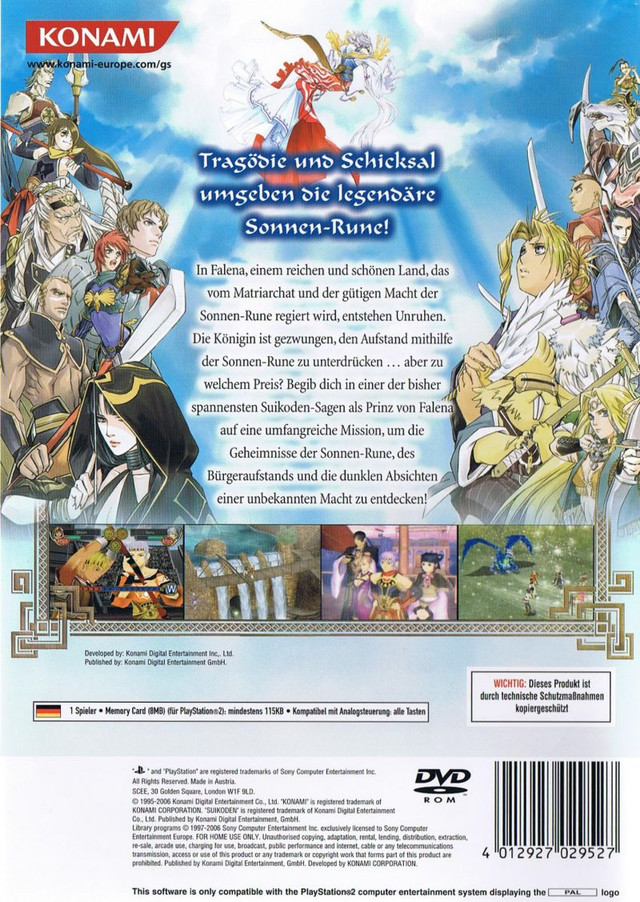 KONAMI
www.konami-europe.com/gs
Tragödie und Schicksal
umgeben die legendäre
Sonnen-Rune!
In Falena, einem reichen und schönen Land, das
vom Matriarchat und der gütigen Macht der
Sonnen-Rune regiert wird, entstehen Unruhen.
Die Königin ist gezwungen, den Aufstand mithilfe
der Sonnen-Rune zu unterdrücken ... aber zu
welchem Preis? Begib dich in einer der bisher
spannensten Suikoden-Sagen als Prinz von Falena
auf eine umfangreiche Mission, um die
Geheimnisse der Sonnen-Rune, des
Bürgeraufstands und die dunklen Absichten
einer unbekannten Macht zu entdecken!
Developed by: Konami Digital Entertainment Inc,. Ltd.
Published by: Konami Digital Entertainment GmbH.
WICHTIG: Dieses Produkt ist
durch technische Schutzmaßnahmen
kopiergeschützt
1 Spieler • Memory Card (8MB) (für PlayStation®2): mindestens 115KB • Kompatibel mit Analogsteuerung: alle Tasten
" " and "PlayStation" are registered trademarks of Sony Computer Entertainment Inc.
All Rights Reserved. Made in Austria.
SCEE, 30 Golden Square, London W1F 9LD.
© 1995-2006 Konami Digital Entertainment Co., Ltd. "KONAMI" is registered trademark of
KONAMI CORPORATION. "SUIKODEN" is registered trademark of Konami Digital Entertainment
Co., Ltd. Published by Konami Digital Entertainment, GmbH.
Library programs © 1997-2006 Sony Computer Entertainment Inc. exclusively licensed to Sony Computer
Entertainment Europe. FOR HOME USE ONLY. Unauthorised copying, adaptation, rental, lending, distribution, extraction,
re-sale, arcade use, charging for use, broadcast, public performance and internet, cable or any telecommunications
transmission, access or use of this product or any trademark or copyright work that forms part of this product are
prohibited. Published by Konami Digital Entertainment GmbH. Developed by KONAMI CORPORATION.
DVD
ROM
4 012927 029527
This software is only compatible with the PlayStation®2 computer entertainment system displaying the PAL logo